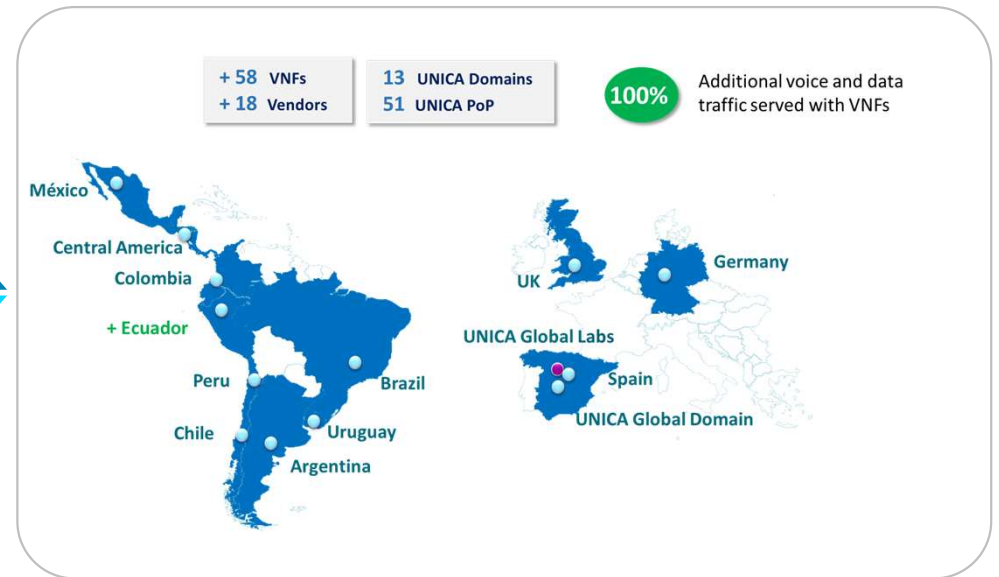 + 58 VNFs
+ 18 Vendors
13 UNICA Domains
51 UNICA PoP
100%
Additional voice and data
traffic served with VNFs
México
Central America
Colombia
+ Ecuador
Peru
Chile
Brazil
Uruguay
Argentina
UK
Germany
UNICA Global Labs
Spain
UNICA Global Domain